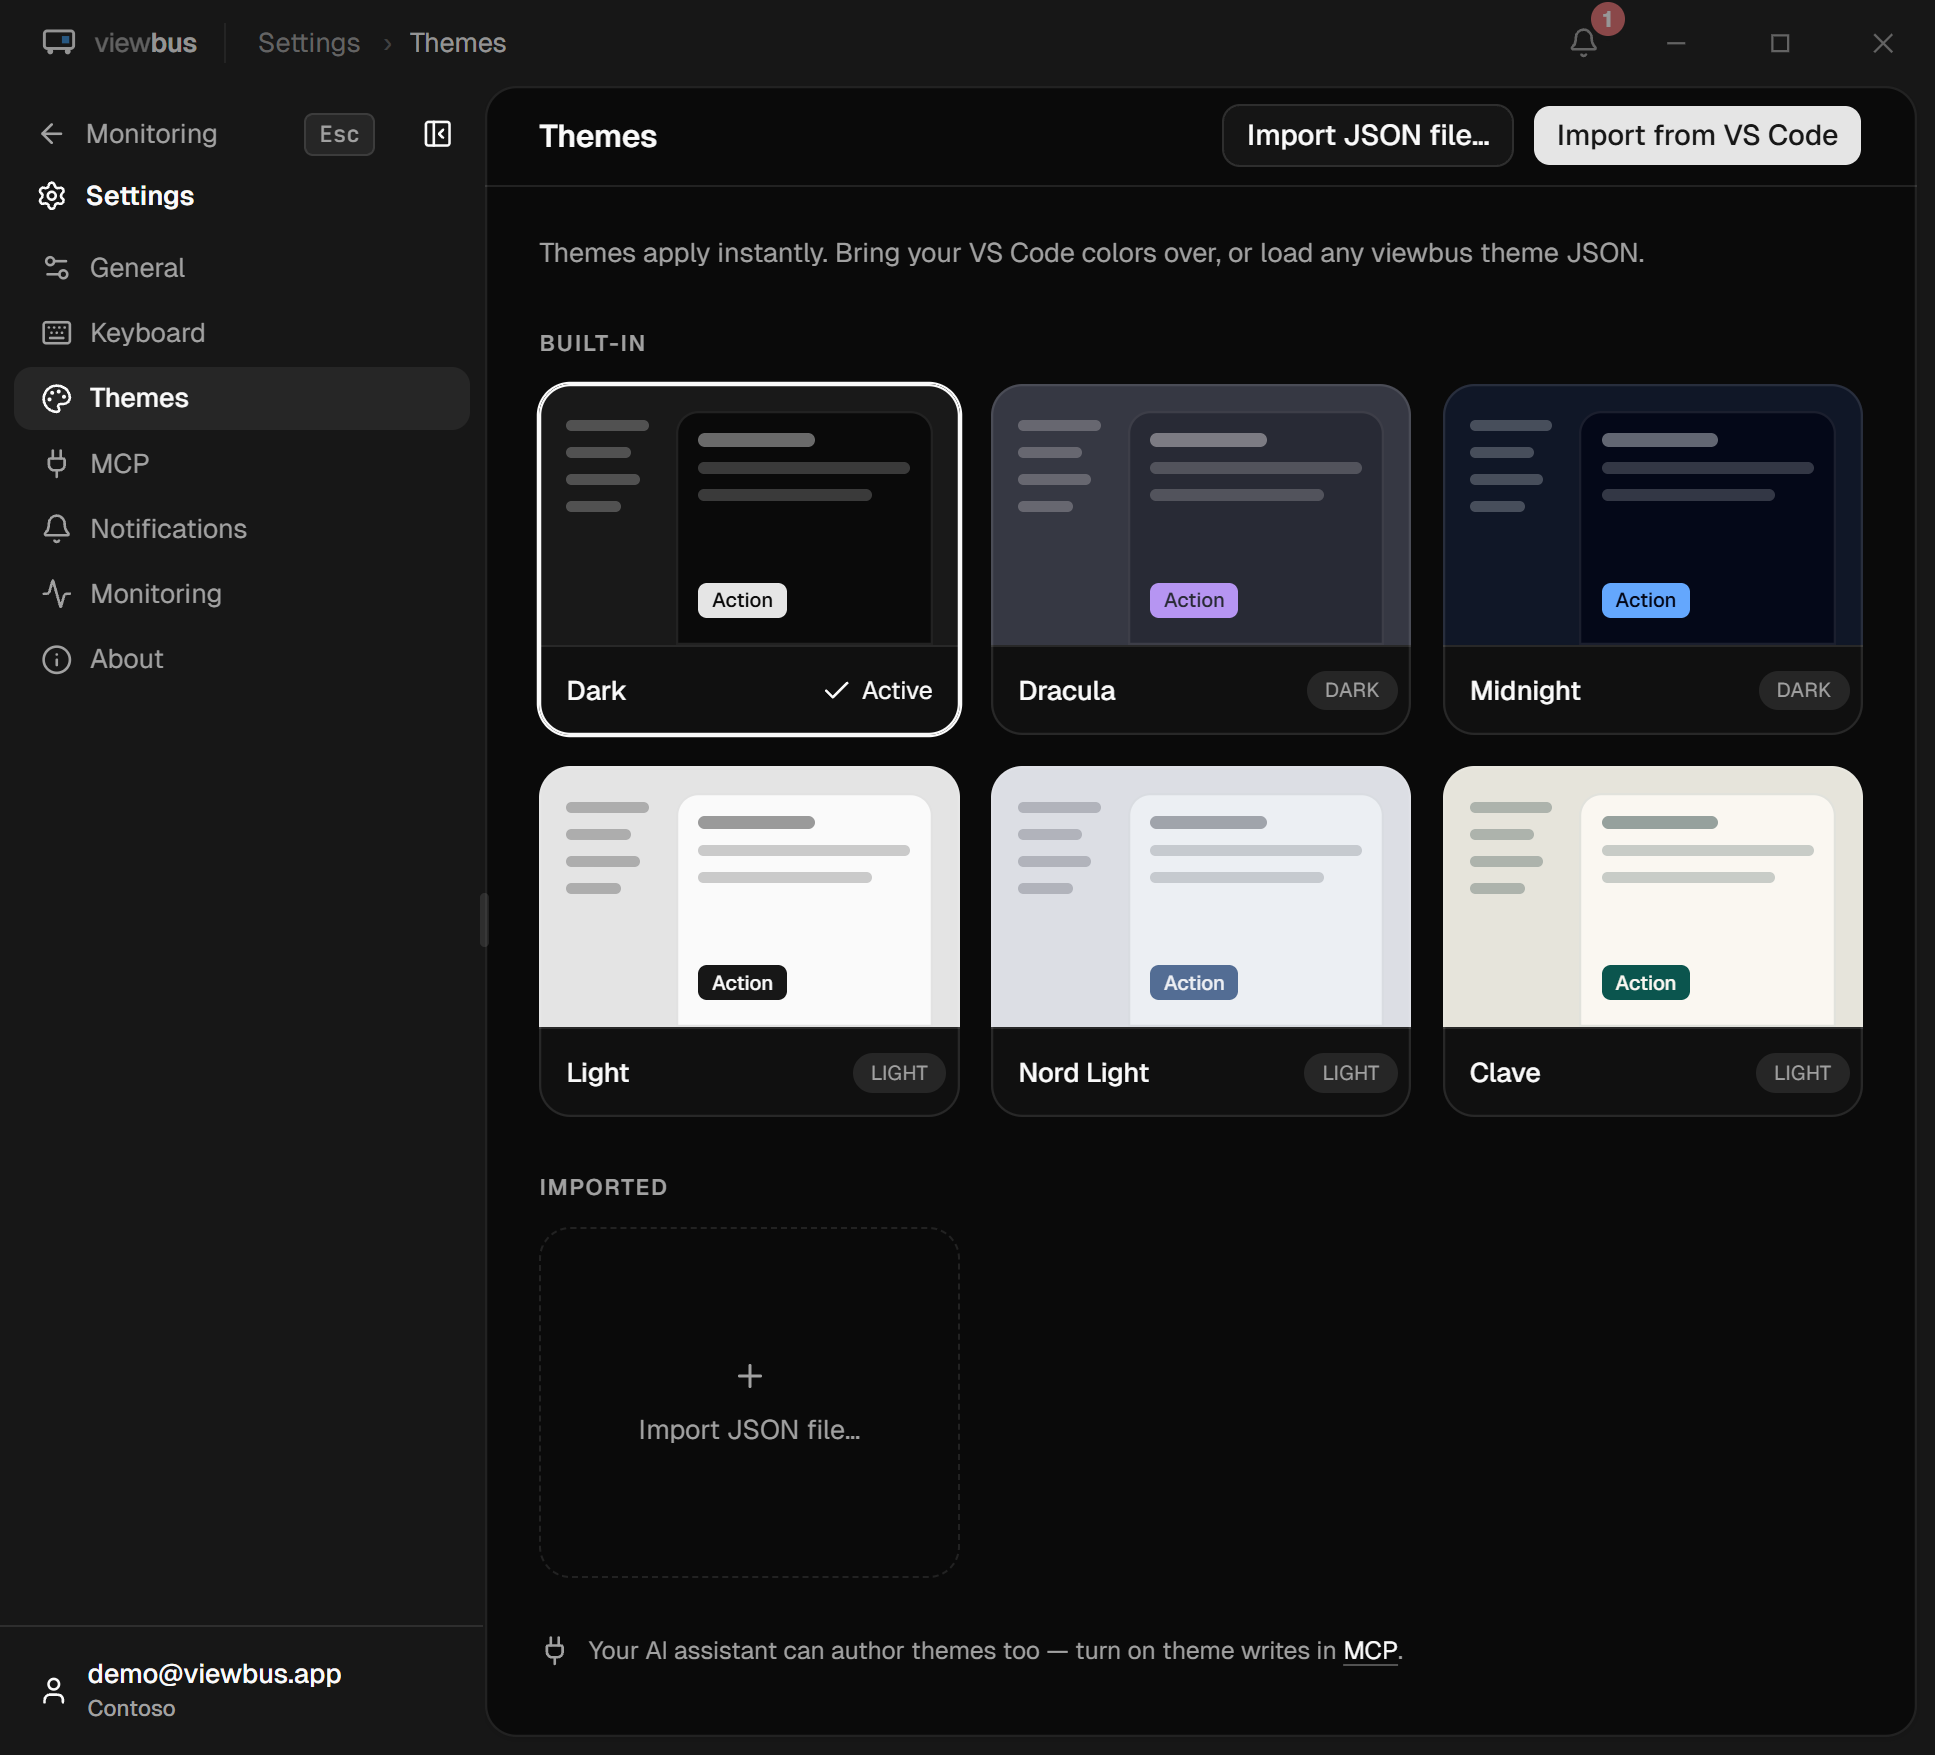 viewbus
Settings › Themes
1
Monitoring
Esc
Settings
General
Keyboard
Themes
MCP
Notifications
Monitoring
About
demo@viewbus.app
Contoso
Themes
Import JSON file...
Import from VS Code
Themes apply instantly. Bring your VS Code colors over, or load any viewbus theme JSON.
BUILT-IN
Action
Dark
Active
Action
Dracula
DARK
Action
Midnight
DARK
Action
Light
LIGHT
Action
Nord Light
LIGHT
Action
Clave
LIGHT
IMPORTED
Import JSON file...
Your AI assistant can author themes too — turn on theme writes in MCP.